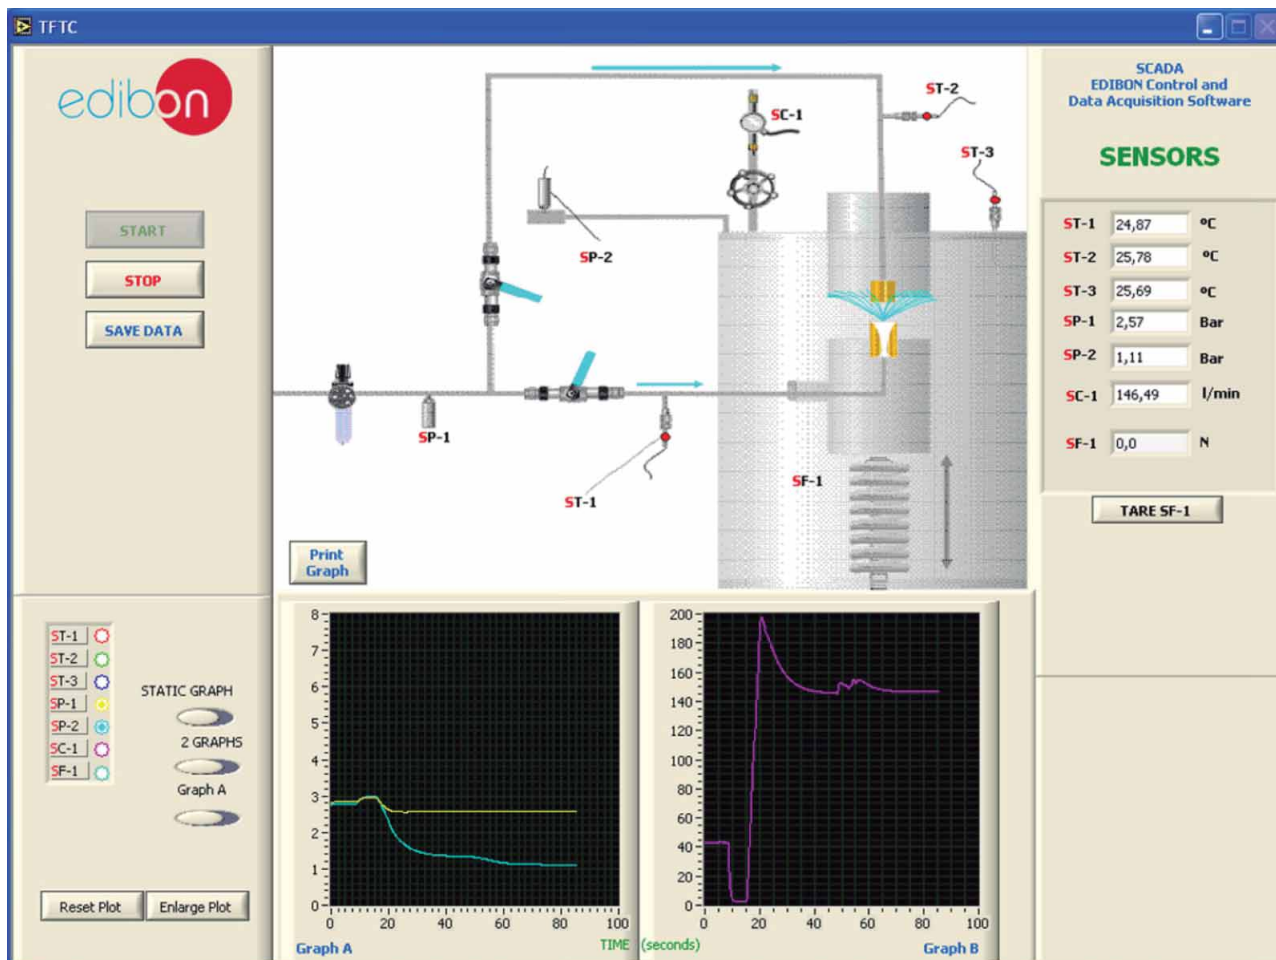 TFTC
edibon
START
STOP
SAVE DATA
ST-2
SC-1
ST-3
SP-2
SP-1
ST-1
SF-1
Print
Graph
SCADA
EDIBON Control and
Data Acquisition Software
SENSORS
ST-1 24,87 ºC
ST-2 25,78 ºC
ST-3 25,69 ºC
SP-1 2,57 Bar
SP-2 1,11 Bar
SC-1 146,49 l/min
SF-1 0,0 N
TARE SF-1
ST-1
ST-2
ST-3
SP-1
SP-2
SC-1
SF-1
STATIC GRAPH
2 GRAPHS
Graph A
Reset Plot Enlarge Plot
8
7
6
5
4
3
2
1
0
0 20 40 60 80 100
Graph A
TIME (seconds)
200
180
160
140
120
100
80
60
40
20
0
0 20 40 60 80 100
Graph B